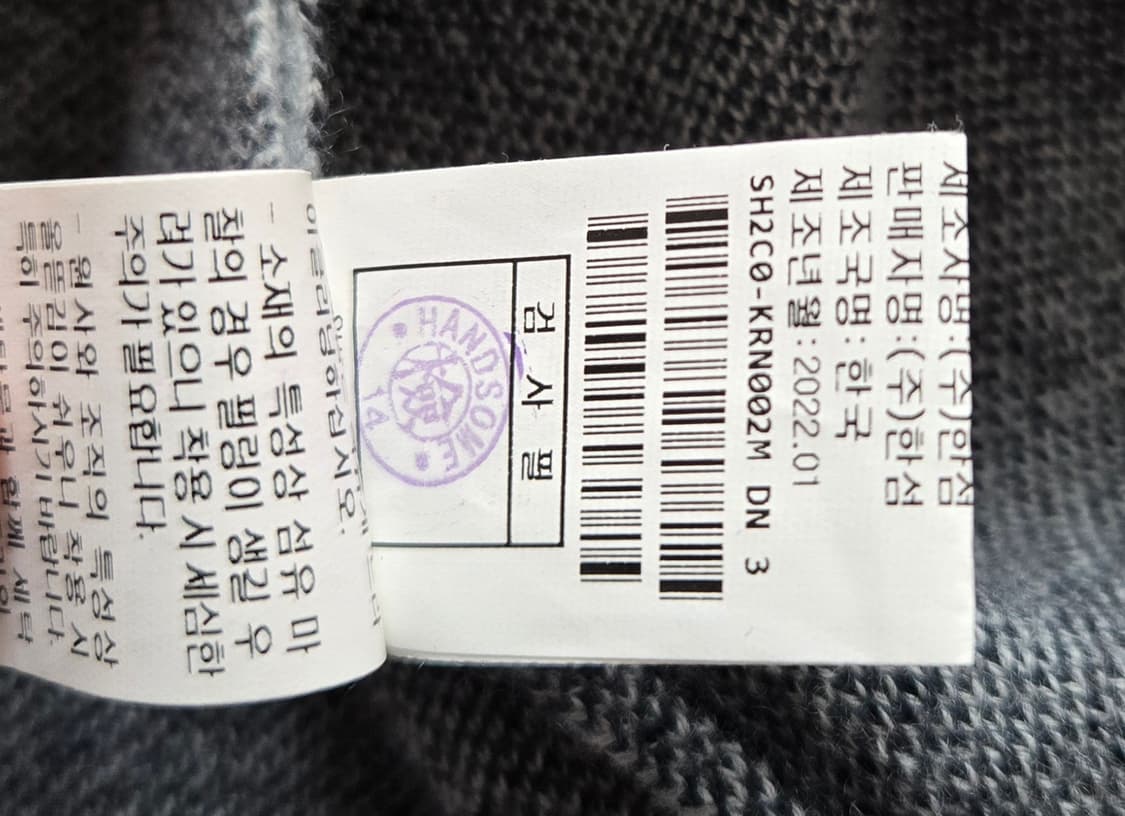 제조자명:(주)한섬
판매자명:(주)한섬
제조국명: 한국
제조년월:2022.01
SH2C0-KRN002M DN 3
검 사 필
HANDSOME
檢
14
- 소재의 특성상 섬유 마
찰의 경우 필링이 생길 우
려가 있으니 착용 시 세심한
주의가 필요합니다.
- 원사와 조직의 특성상
올뜯김이 쉬우니 착용 시
특히 주의하시기 바랍니다.